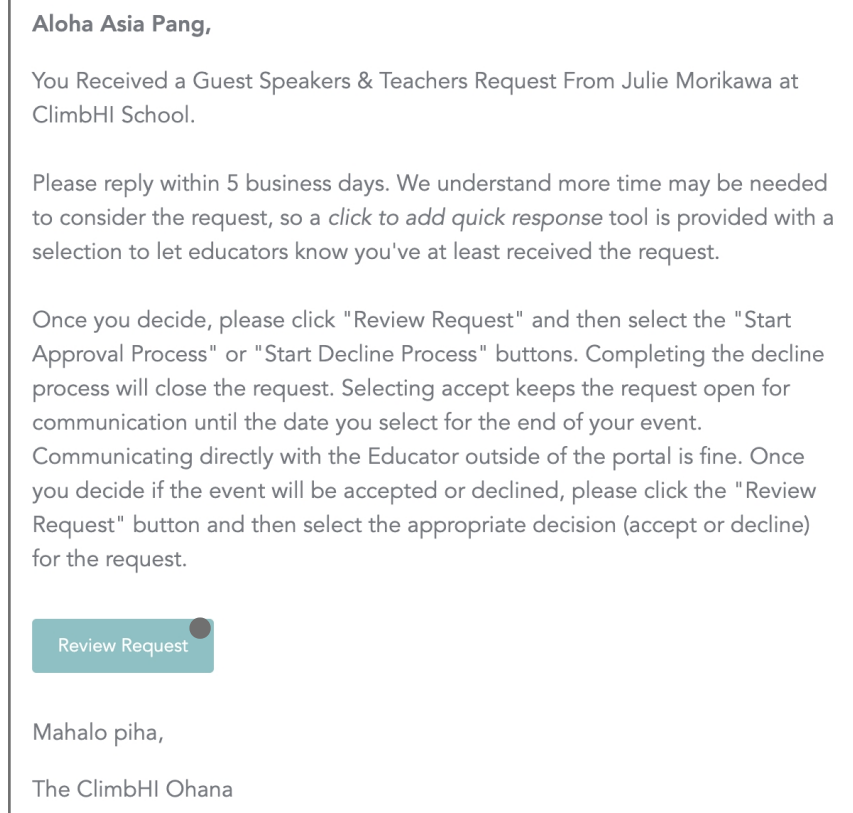 Aloha Asia Pang,
You Received a Guest Speakers & Teachers Request From Julie Morikawa at
ClimbHI School.
Please reply within 5 business days. We understand more time may be needed
to consider the request, so a click to add quick response tool is provided with a
selection to let educators know you've at least received the request.
Once you decide, please click "Review Request" and then select the "Start
Approval Process" or "Start Decline Process" buttons. Completing the decline
process will close the request. Selecting accept keeps the request open for
communication until the date you select for the end of your event.
Communicating directly with the Educator outside of the portal is fine. Once
you decide if the event will be accepted or declined, please click the "Review
Request" button and then select the appropriate decision (accept or decline)
for the request.
Review Request
Mahalo piha,
The ClimbHI Ohana